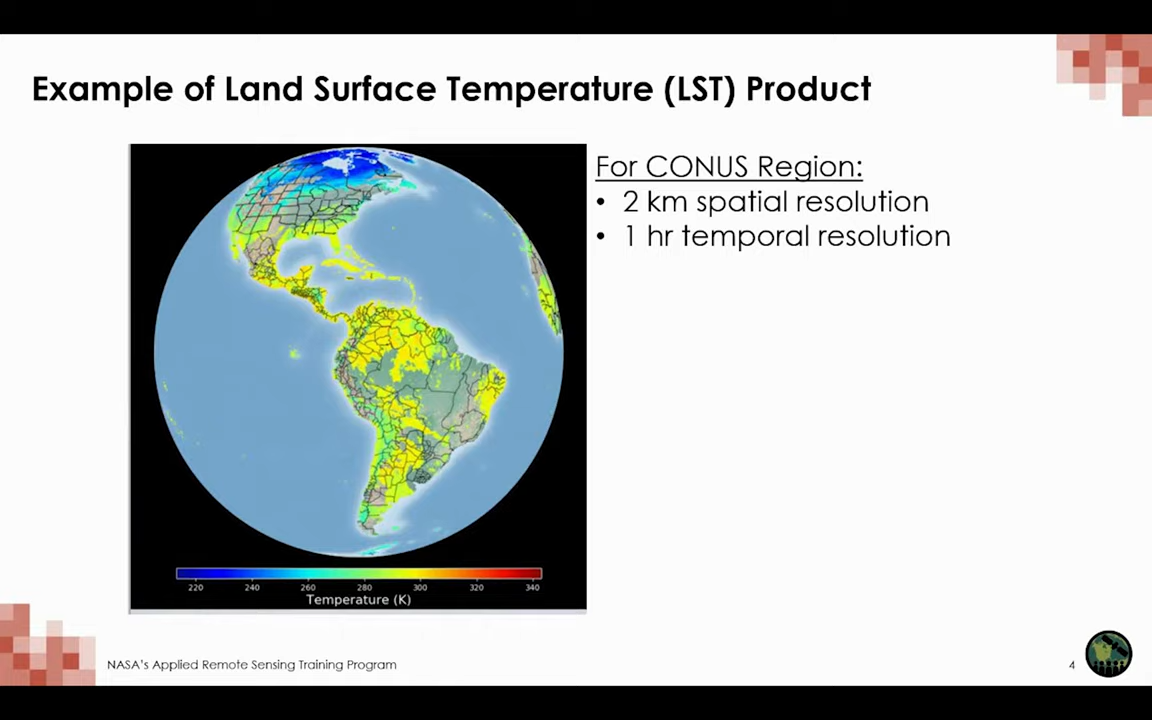 Example of Land Surface Temperature (LST) Product
For CONUS Region:
• 2 km spatial resolution
• 1 hr temporal resolution
220 240 260 280 300 320 340
Temperature (K)
NASA's Applied Remote Sensing Training Program
4